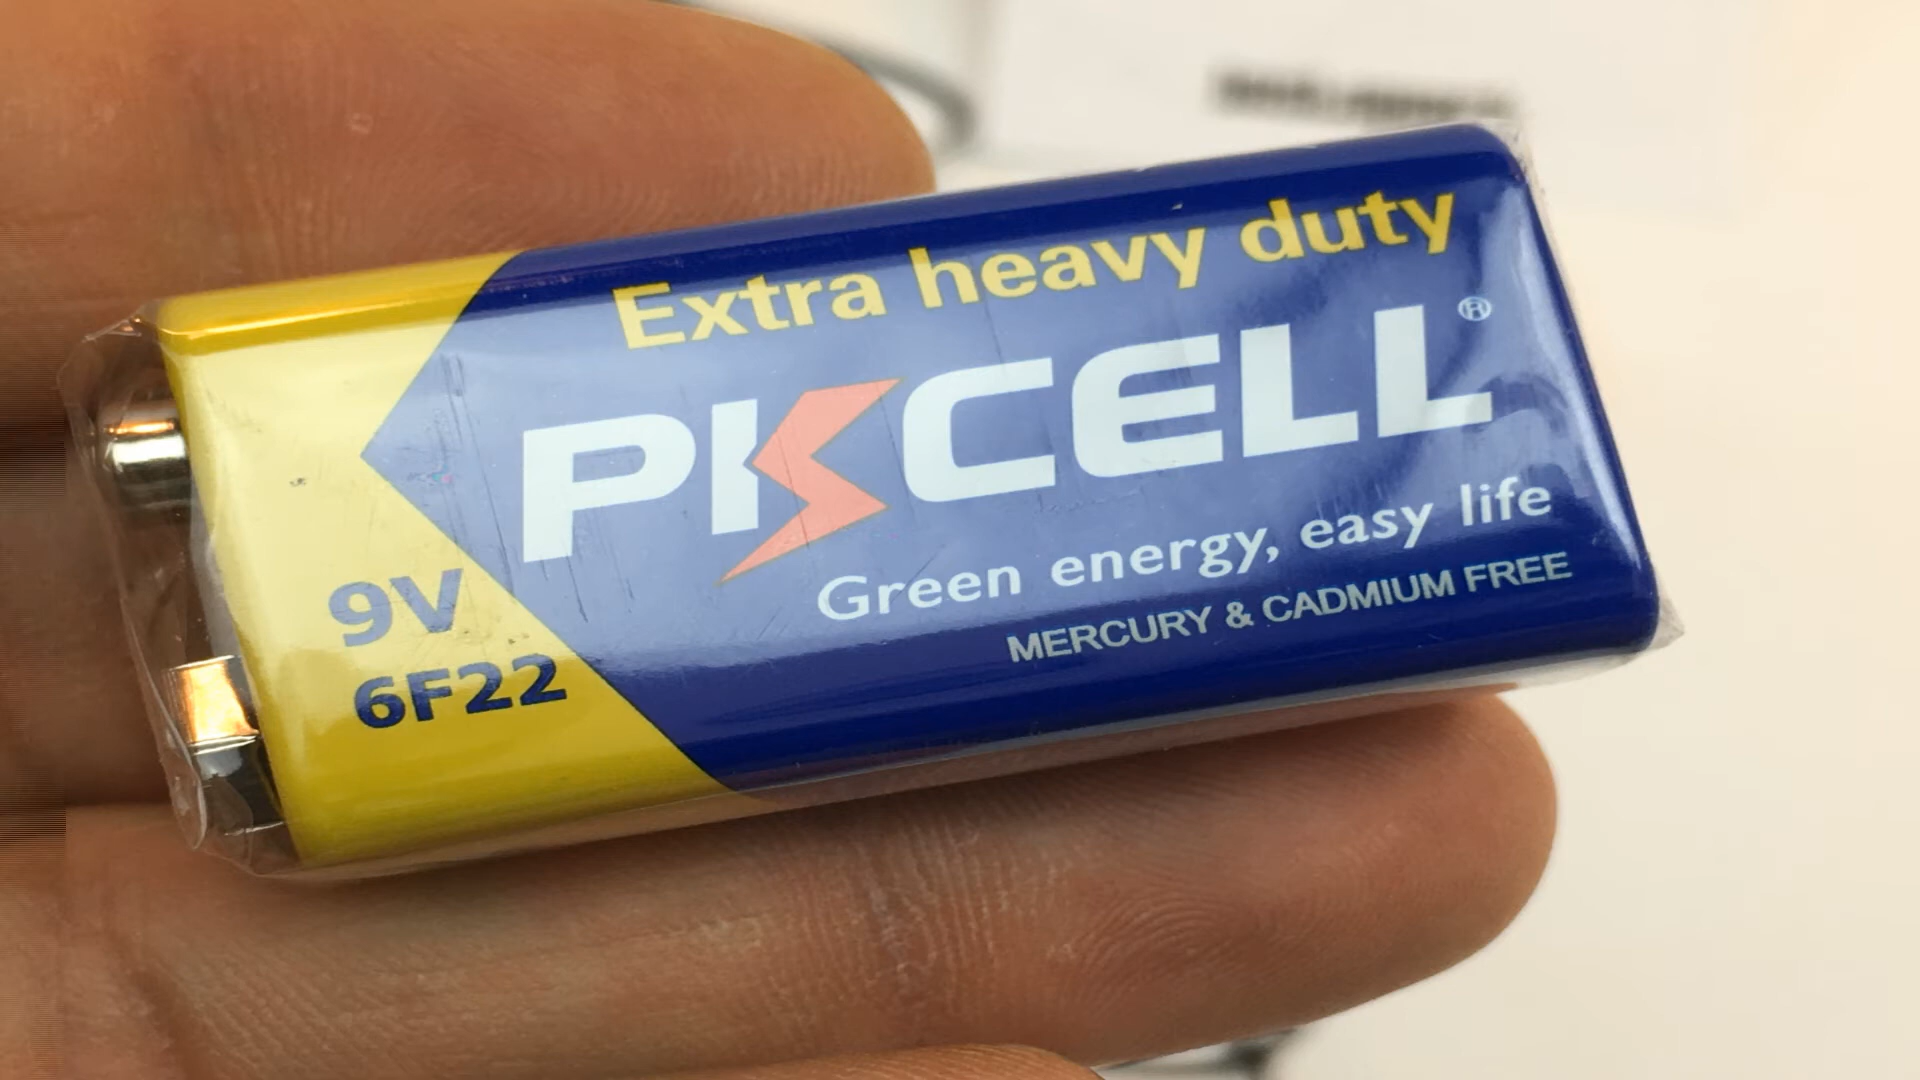 Extra heavy duty
PKCELL®
Green energy, easy life
MERCURY & CADMIUM FREE
9V
6F22